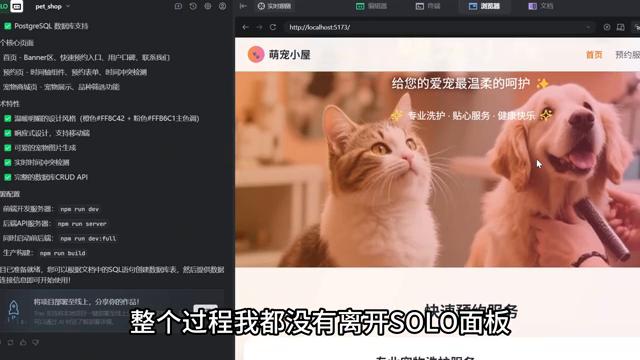 SOLO
pet_shop
实时跟随
编辑器
终端
浏览器
文档
PostgreSQL 数据库支持
个核心页面
首页 - Banner区、快速预约入口、用户口碑、联系我们
预约页 - 时间轴组件、预约表单、时间冲突检测
宠物商城页 - 宠物展示、品种筛选功能
术特性
温暖明媚的设计风格（橙色#FF8C42 + 粉色#FFB6C1主色调）
响应式设计，支持移动端
可爱的宠物图片生成
实时时间冲突检测
完整的数据库CRUD API
署配置
前端开发服务器： npm run dev
后端API服务器： npm run server
同时启动前后端： npm run dev:full
生产构建： npm run build
目已准备就绪，您可以根据文档中的SQL语句创建数据库表，然后提供数据
连接信息即可开始使用！
将项目部署至线上，分享你的作品！
http://localhost:5173/
萌宠小屋
首页
预约服
给您的爱宠最温柔的呵护
专业洗护 · 贴心服务 · 健康快乐
快速预约服务
整个过程我都没有离开SOLO面板